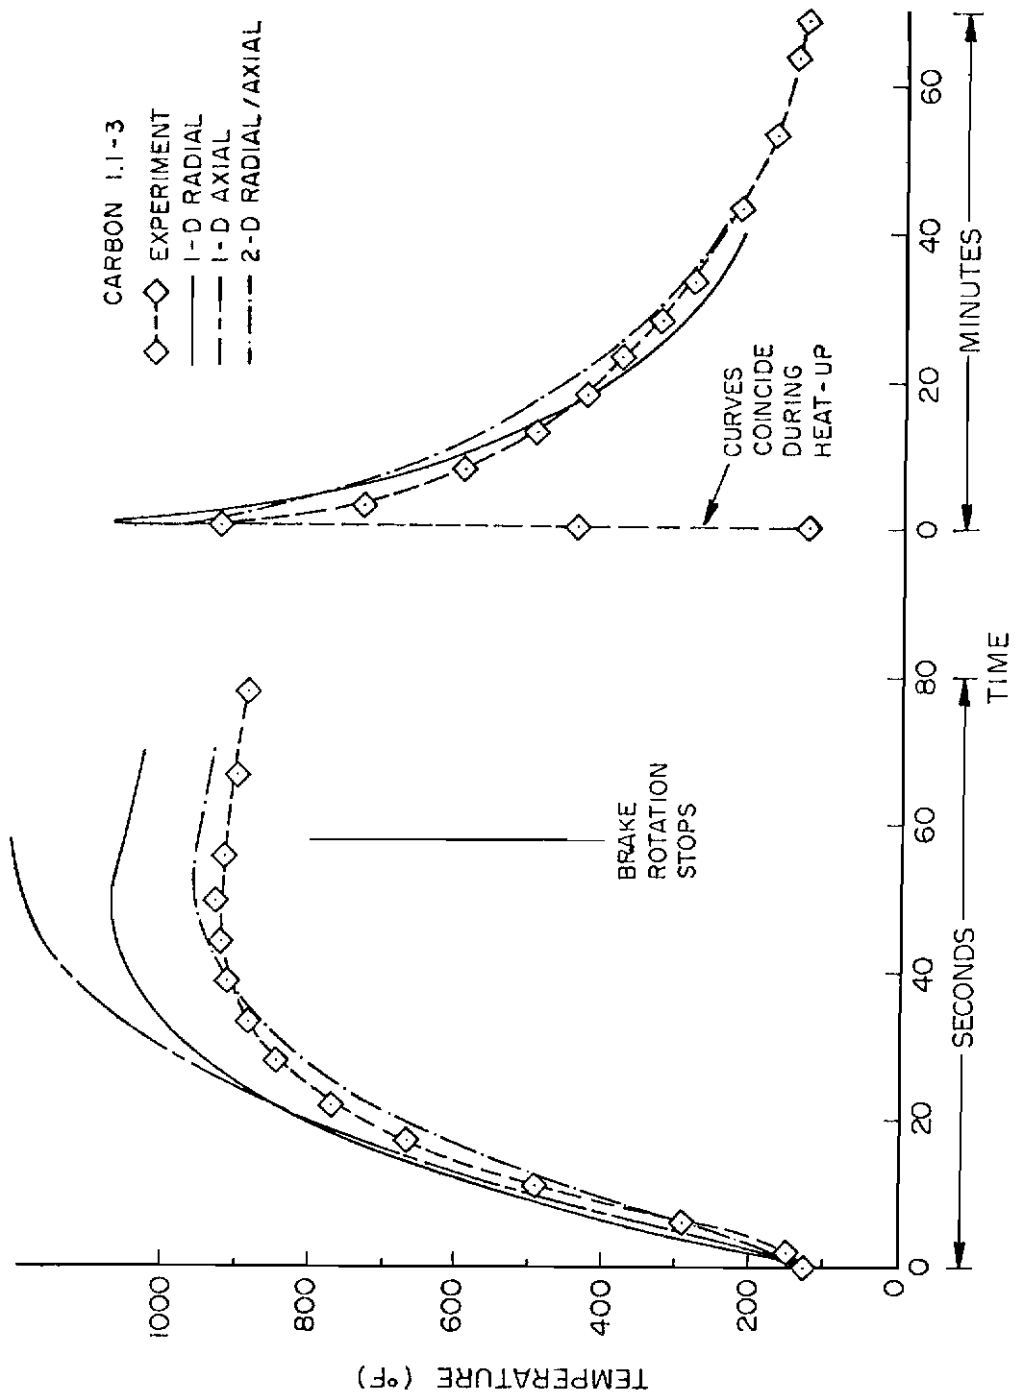 CARBON 1.1-3
EXPERIMENT
1-D RADIAL
1-D AXIAL
2-D RADIAL/AXIAL
TEMPERATURE (°F)
1000
800
600
400
200
0
BRAKE
ROTATION
STOPS
CURVES
COINCIDE
DURING
HEAT-UP
0
20
40
60
80
0
20
40
60
SECONDS
MINUTES
TIME